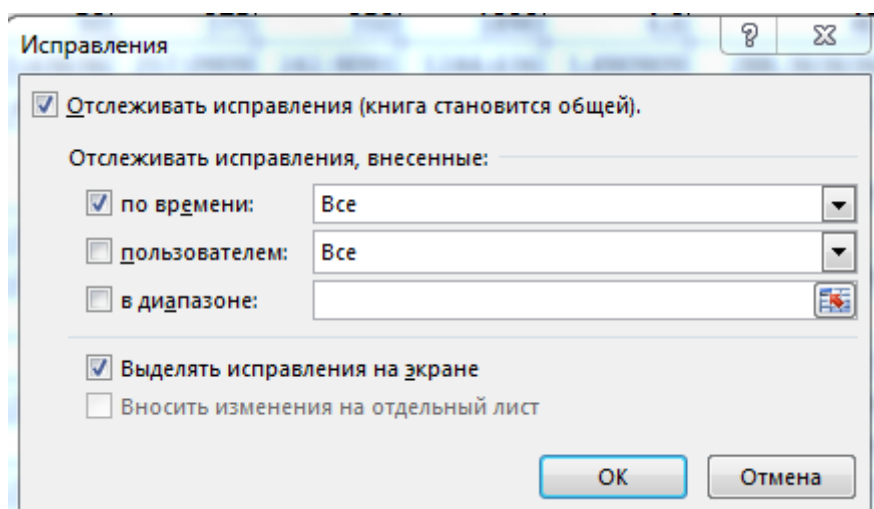 Исправления
Отслеживать исправления (книга становится общей).
Отслеживать исправления, внесенные:
по времени: Все
пользователем: Все
в диапазоне:
Выделять исправления на экране
Вносить изменения на отдельный лист
ОК Отмена